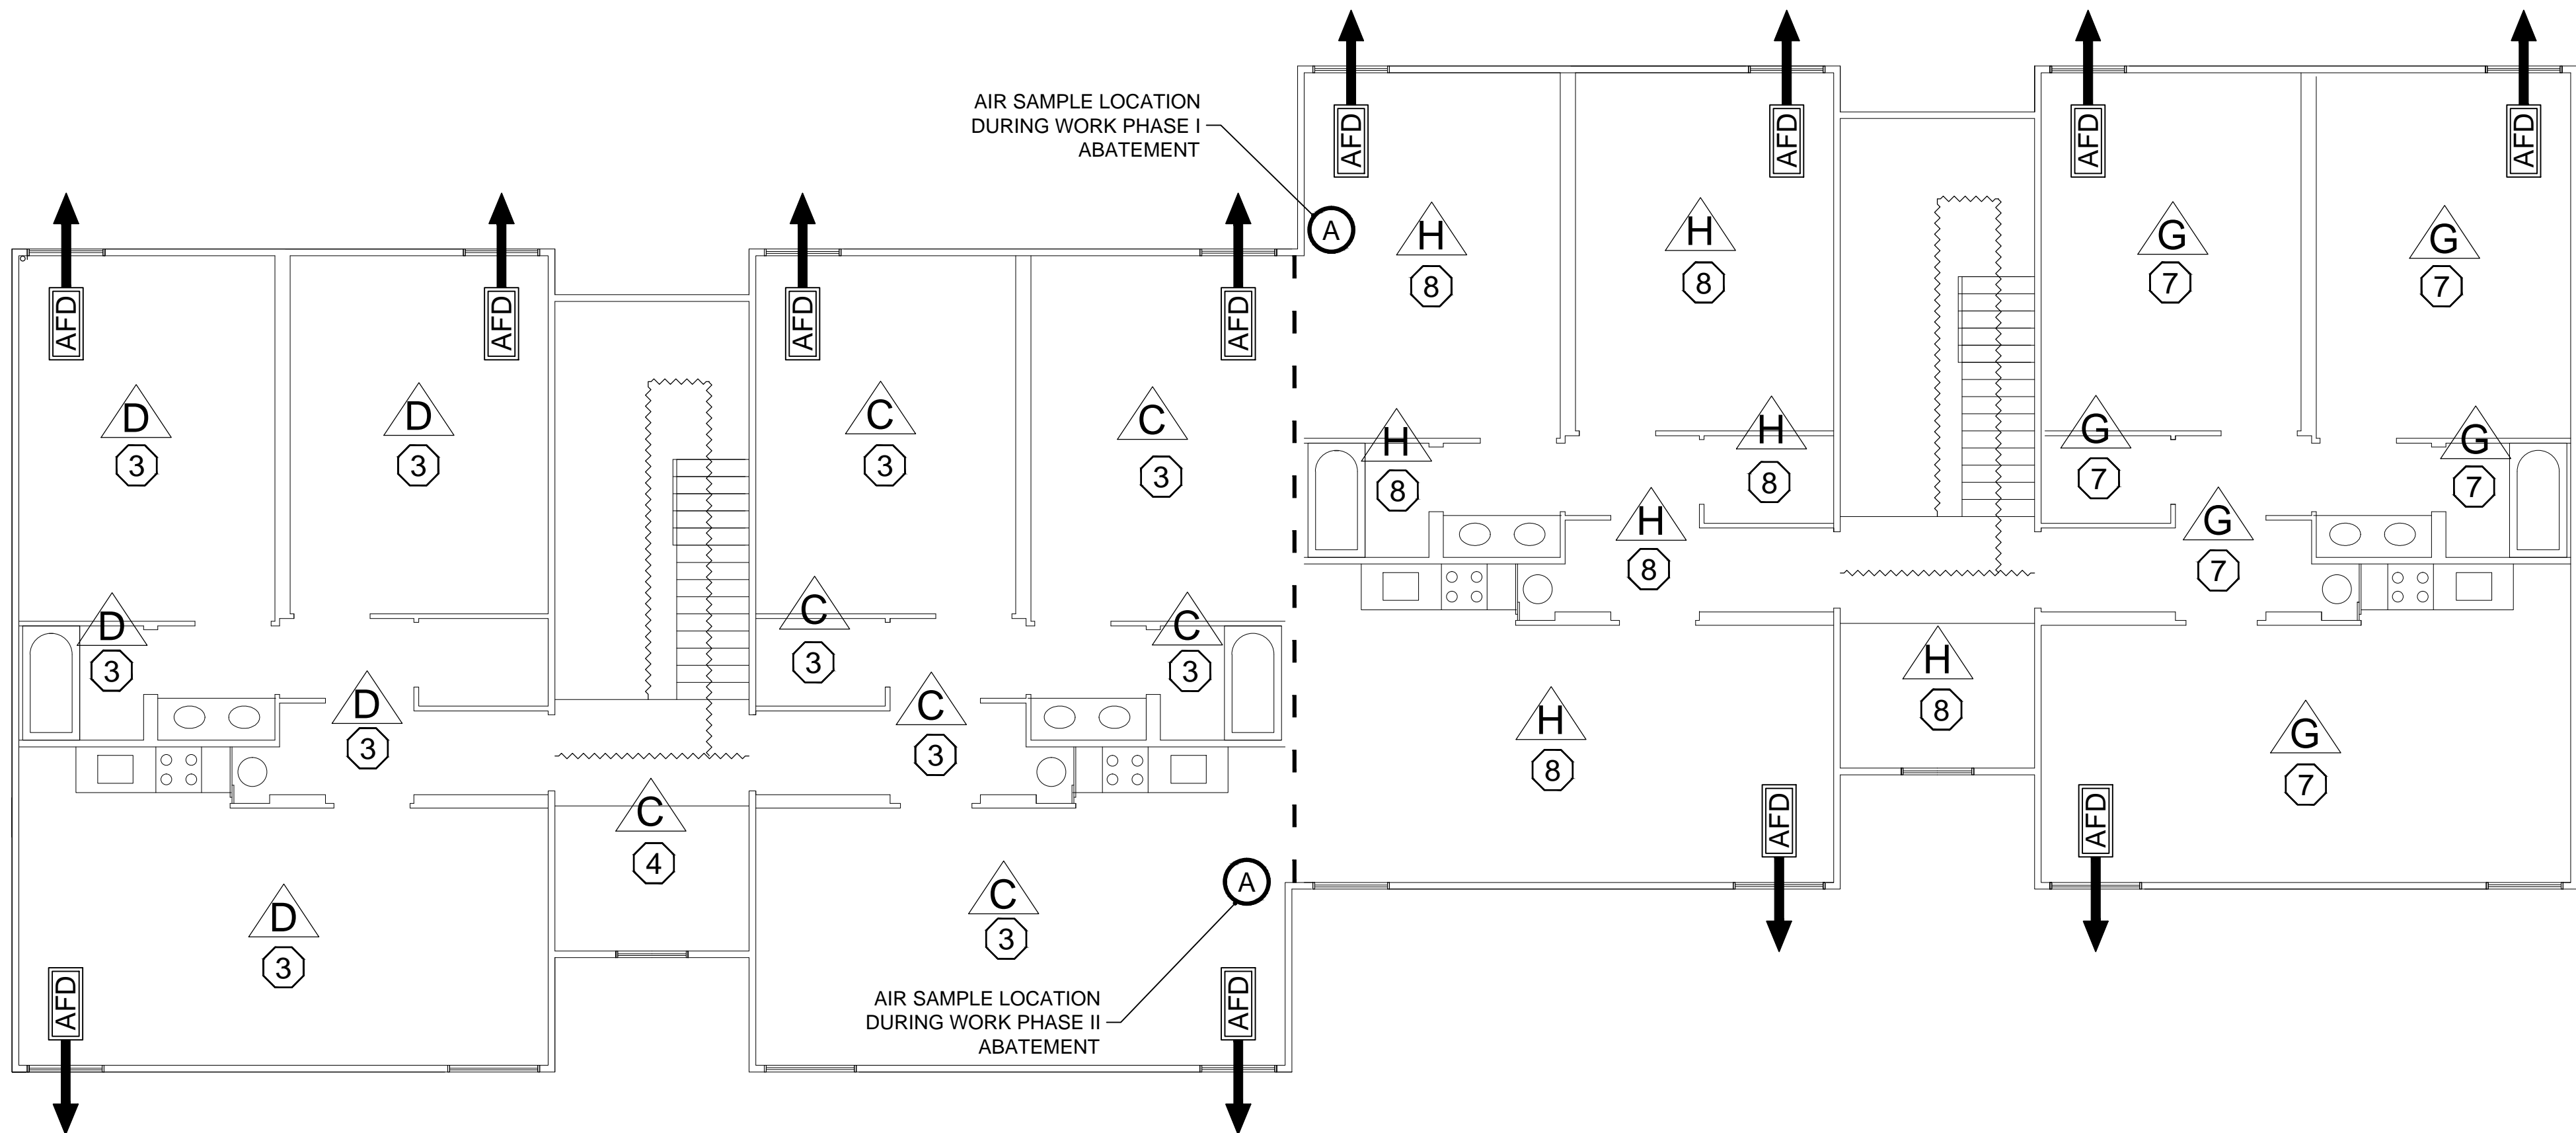 AFD
AFD
AFD
AFD
AIR SAMPLE LOCATION
DURING WORK PHASE I
ABATEMENT
A
H
8
H
8
G
7
G
7
AFD
AFD
AFD
AFD
D
3
D
3
C
3
C
3
H
8
H
8
G
7
G
7
H
8
G
7
D
3
C
3
C
3
D
3
C
3
H
8
H
8
G
7
C
4
AFD
AFD
D
3
C
3
A
AIR SAMPLE LOCATION
DURING WORK PHASE II
ABATEMENT
AFD
AFD